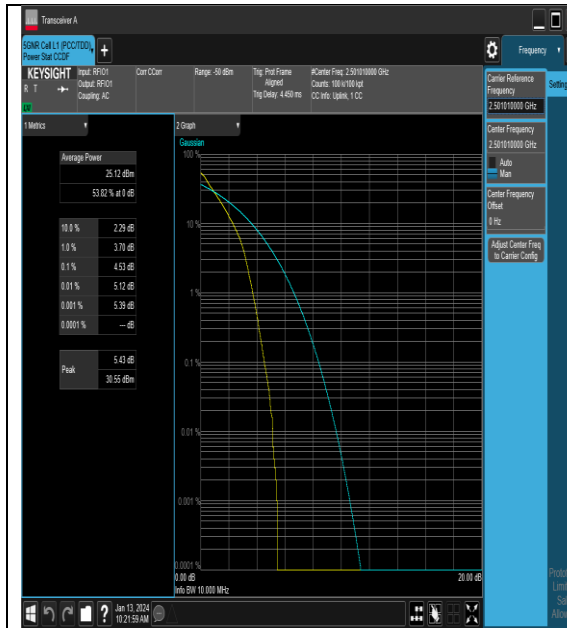 Transceiver A
5GNR Cell L1 (PCC/TDD),
Power Stat CCDF
Frequency
KEYSIGHT
R T
Input: RFIO1
Output: RFIO1
Coupling: AC
Corr CCorr
Range: -50 dBm
Trig: Prot Frame
Aligned
Trig Delay: 4.450 ms
#Center Freq: 2.501010000 GHz
Counts: 100 k/100 kpt
CC Info: Uplink, 1 CC
Carrier Reference
Frequency
2.501010000 GHz
Setting
Center Frequency
2.501010000 GHz
Auto
Man
Center Frequency
Offset
0 Hz
Adjust Center Freq
to Carrier Config
1 Metrics
Average Power
25.12 dBm
53.82 % at 0 dB
10.0 % 2.29 dB
1.0 % 3.70 dB
0.1 % 4.53 dB
0.01 % 5.12 dB
0.001 % 5.39 dB
0.0001 % --- dB
Peak
5.43 dB
30.55 dBm
2 Graph
Gaussian
100 %
10 %
1 %
0.1 %
0.01 %
0.001 %
0.0001 %
0.00 dB
20.00 dB
Info BW 10.000 MHz
?
Jan 13, 2024
10:21:59 AM